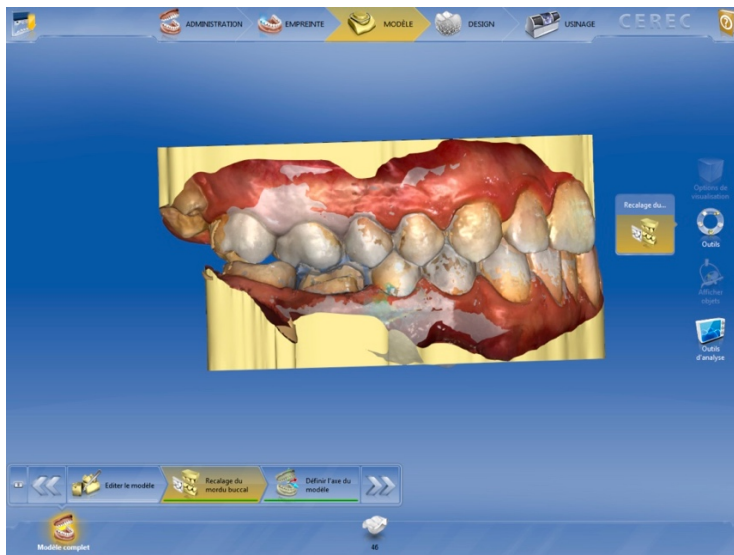 ADMINISTRATION
EMPREINTE
MODÈLE
DESIGN
USINAGE
CEREC
Options de
visualisation
Recalage du...
Outils
Afficher
objets
Outils
d'analyse
Editer le modèle
Recalage du
mordu buccal
Définir l'axe du
modèle
Modèle complet
46